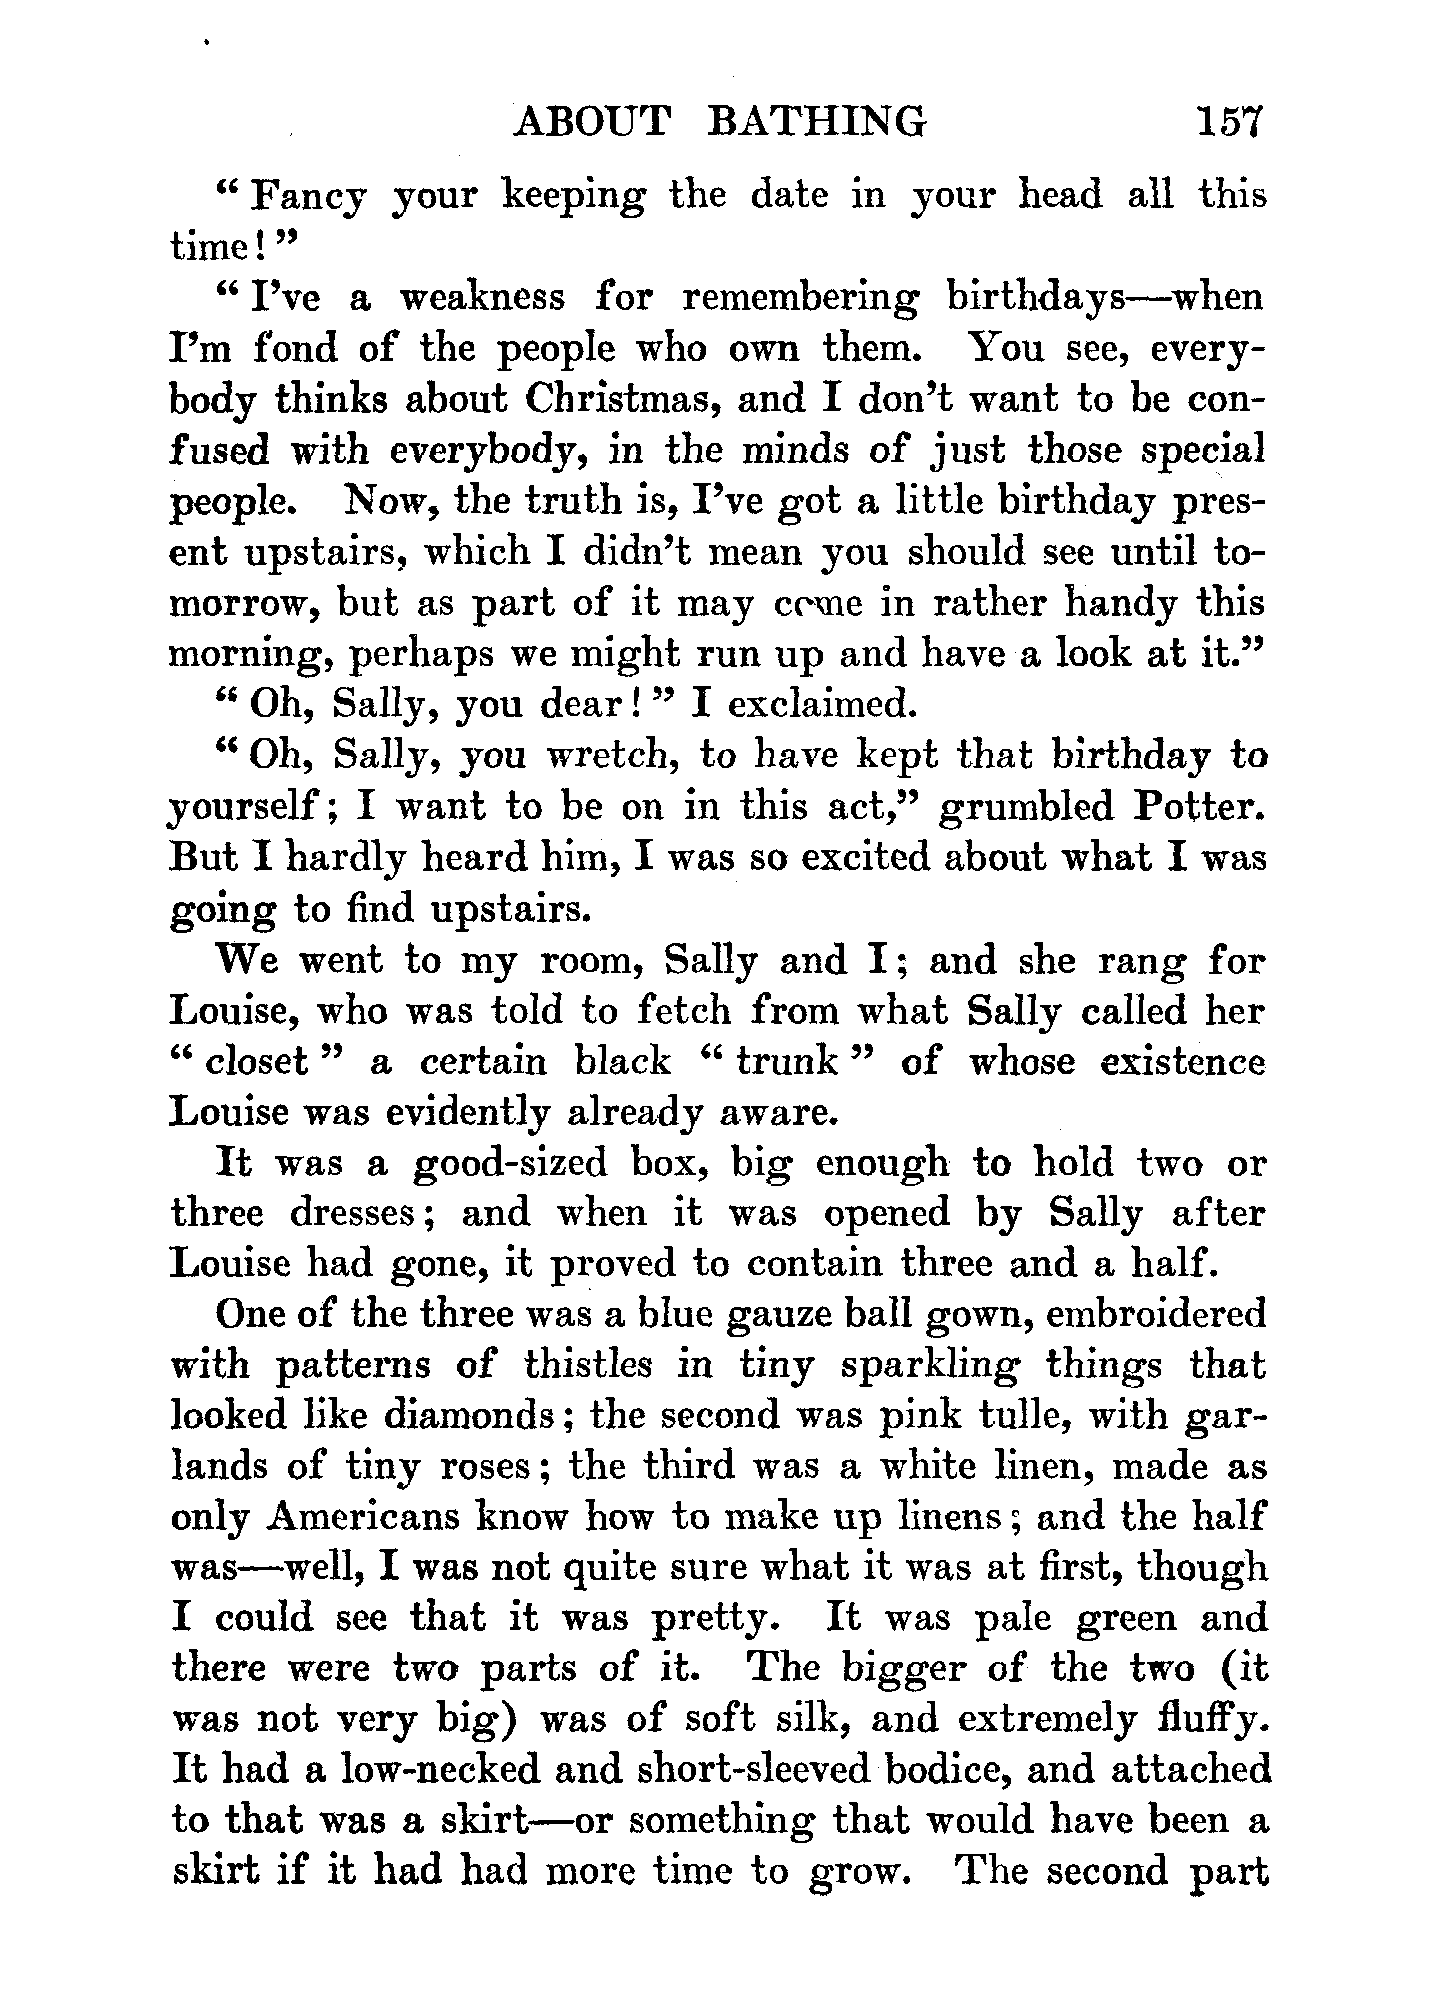 ABOUT BATHING 157
“ Fancy your keeping the date in your head all this
time! ”
“ I’ve a weakness for remembering birthdays—when
I’m fond of the people who own them. You see, every-
body thinks about Christmas, and I don’t want to be con-
fused with everybody, in the minds of just those special
people. Now, the truth is, I’ve got a little birthday pres-
ent upstairs, which I didn’t mean you should see until to-
morrow, but as part of it may come in rather handy this
morning, perhaps we might run up and have a look at it.”
“ Oh, Sally, you dear! ” I exclaimed.
“ Oh, Sally, you wretch, to have kept that birthday to
yourself; I want to be on in this act,” grumbled Potter.
But I hardly heard him, I was so excited about what I was
going to find upstairs.
We went to my room, Sally and I; and she rang for
Louise, who was told to fetch from what Sally called her
“ closet ” a certain black “ trunk ” of whose existence
Louise was evidently already aware.
It was a good-sized box, big enough to hold two or
three dresses; and when it was opened by Sally after
Louise had gone, it proved to contain three and a half.
One of the three was a blue gauze ball gown, embroidered
with patterns of thistles in tiny sparkling things that
looked like diamonds; the second was pink tulle, with gar-
lands of tiny roses; the third was a white linen, made as
only Americans know how to make up linens; and the half
was—well, I was not quite sure what it was at first, though
I could see that it was pretty. It was pale green and
there were two parts of it. The bigger of the two (it
was not very big) was of soft silk, and extremely fluffy.
It had a low-necked and short-sleeved bodice, and attached
to that was a skirt—or something that would have been a
skirt if it had had more time to grow. The second part